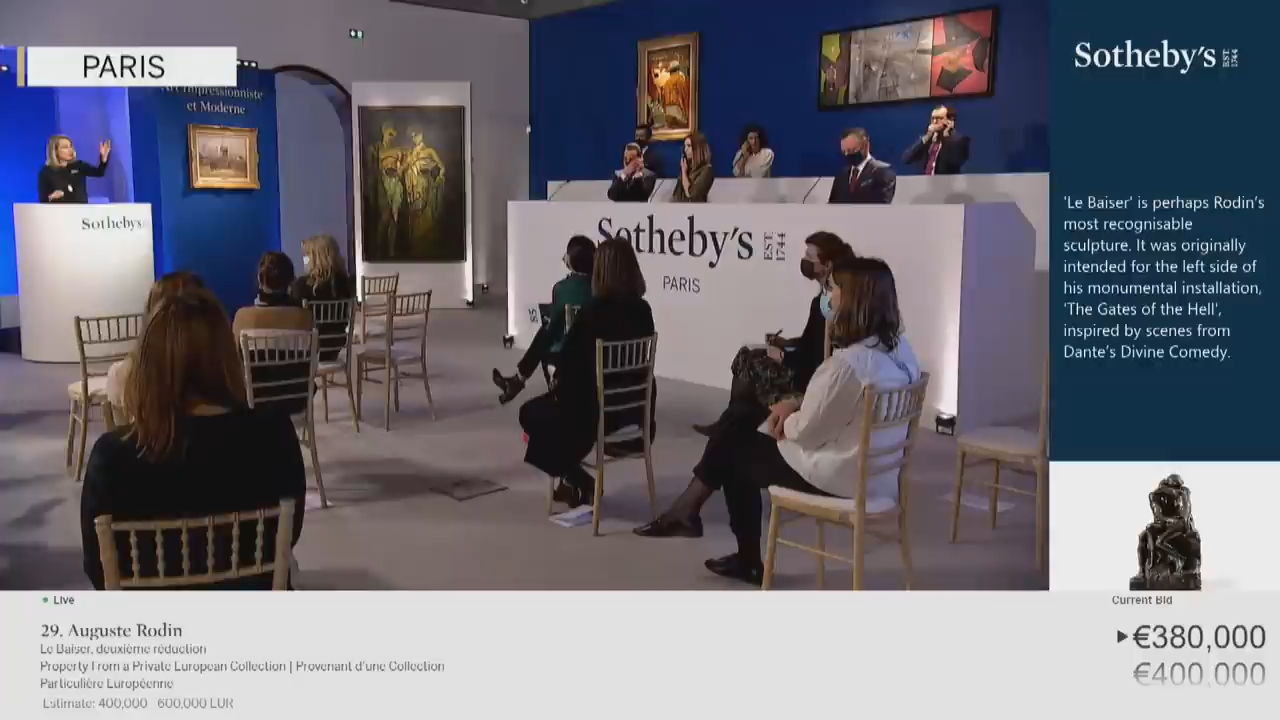 PARIS
Art Impressionniste
et Moderne
Sotheby's
Sotheby's EST. 1744
PARIS
Sotheby's EST. 1744
'Le Baiser' is perhaps Rodin's
most recognisable
sculpture. It was originally
intended for the left side of
his monumental installation,
'The Gates of the Hell',
inspired by scenes from
Dante's Divine Comedy.
Live
29. Auguste Rodin
Le Baiser, deuxième réduction
Property From a Private European Collection | Provenant d'une Collection
Particulière Européenne
Estimate: 400,000 - 600,000 EUR
Current Bid
€380,000
€400,000